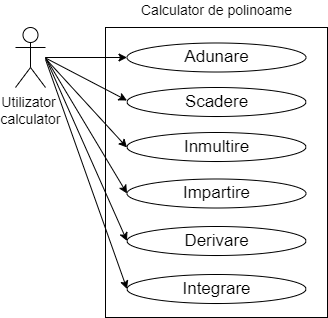 Calculator de polinoame
Utilizator
calculator
Adunare
Scadere
Inmultire
Impartire
Derivare
Integrare